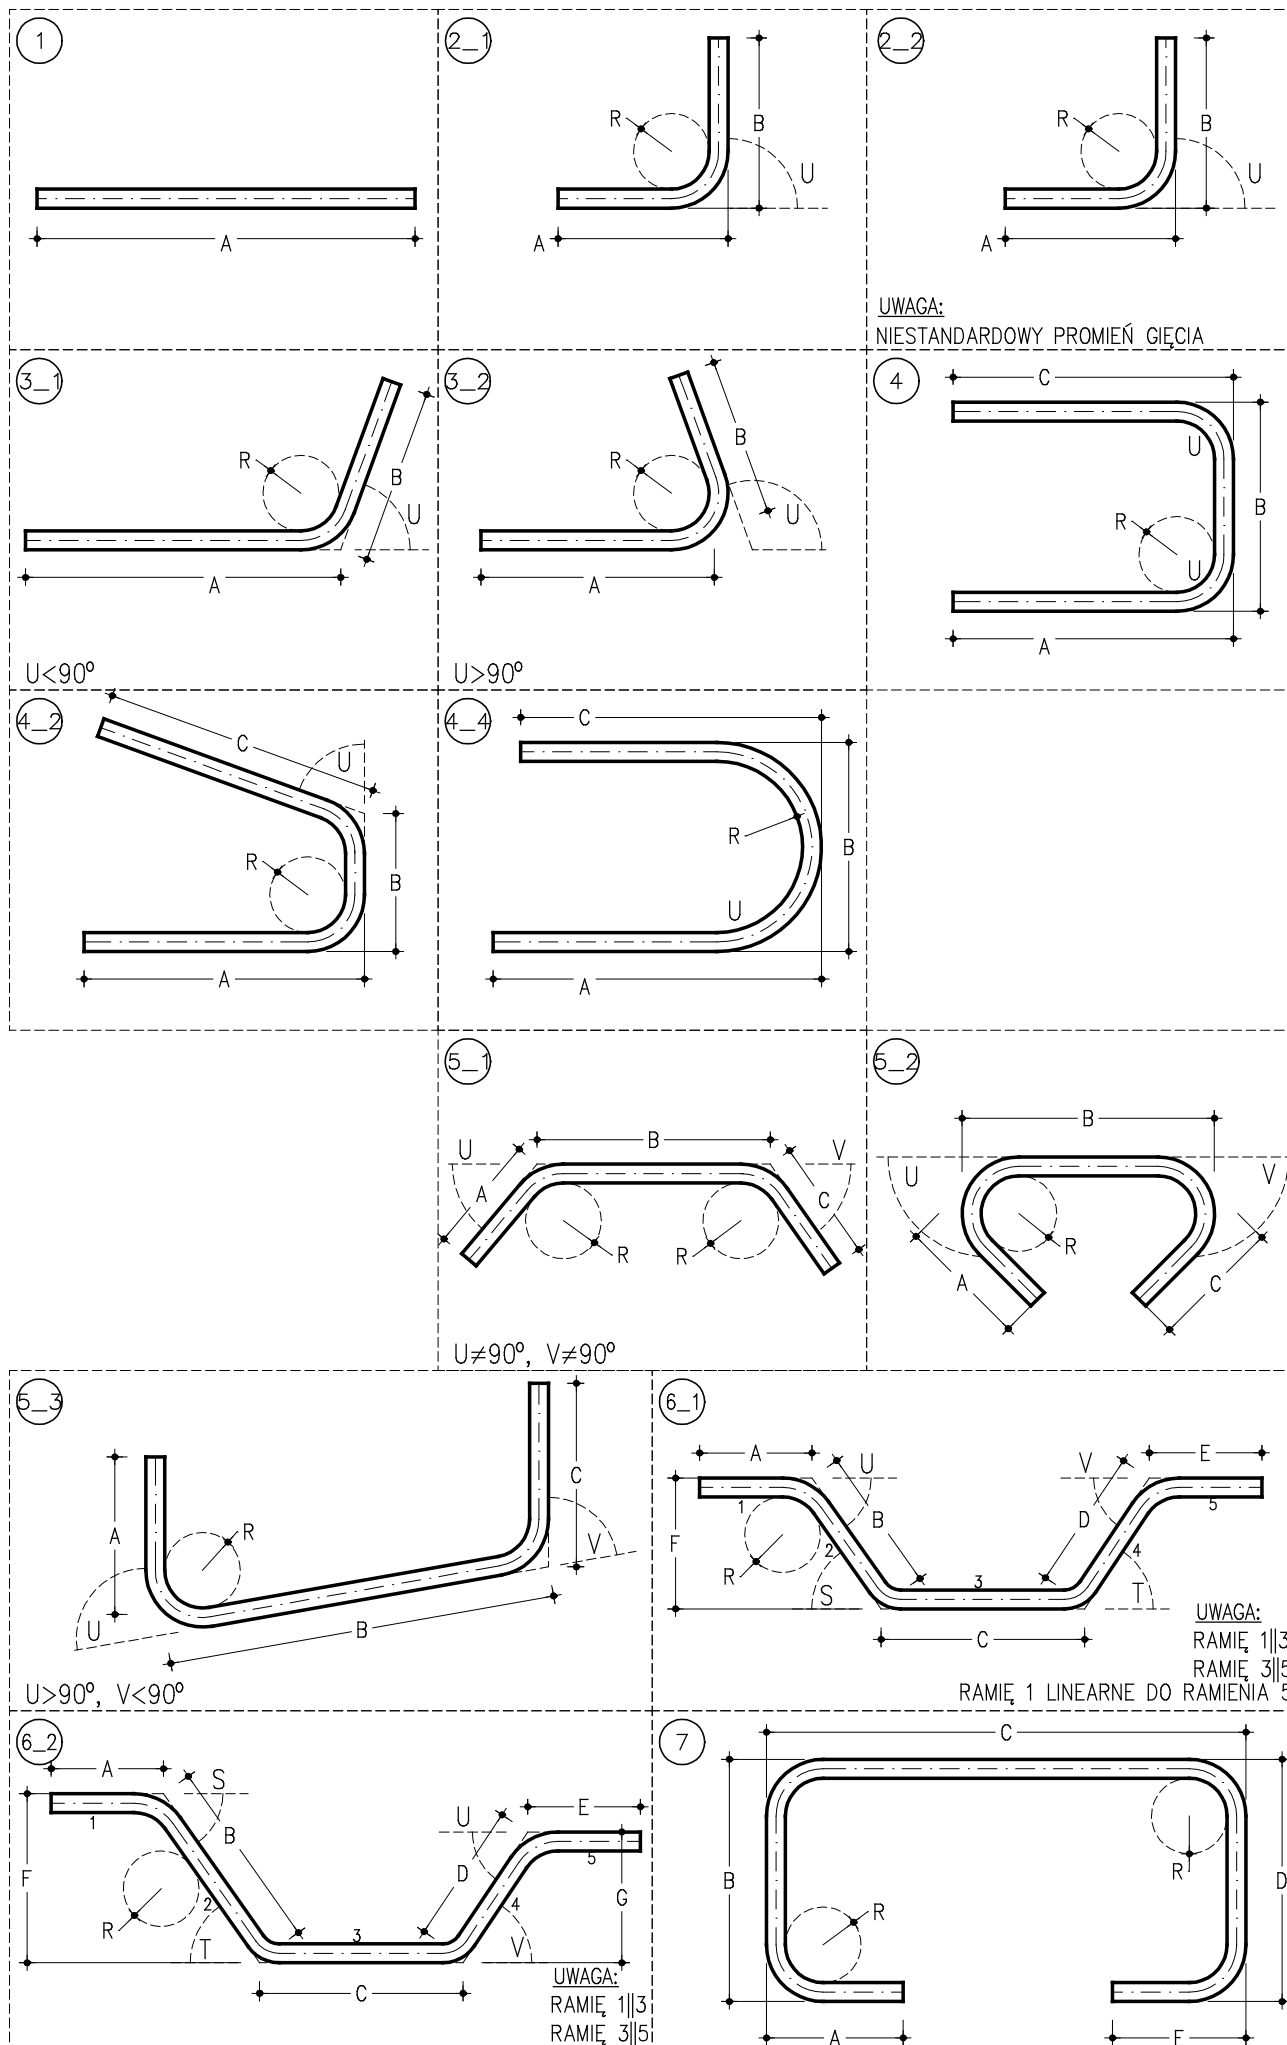 1
A
2_1
R
B
U
A
2_2
R
B
U
A
UWAGA:
NIESTANDARDOWY PROMIEŃ GIĘCIA
3_1
R
B
U
A
U<90°
3_2
R
B
U
A
U>90°
4
C
U
R
B
U
A
4_2
C
U
R
B
A
4_4
C
R
B
U
A
5_1
U
B
V
A
C
R
R
U≠90°, V≠90°
5_2
B
U
V
R
A
C
5_3
C
A
R
V
U
B
U>90°, V<90°
6_1
A
E
U
V
1
5
F
B
D
2
4
R
3
S
T
C
UWAGA:
RAMIĘ 1||3
RAMIĘ 3||5
RAMIĘ 1 LINEARNE DO RAMIENIA 5
6_2
A
S
E
1
B
U
5
F
D
G
2
4
R
3
T
V
C
UWAGA:
RAMIĘ 1||3
RAMIĘ 3||5
7
C
R
B
D
R
A